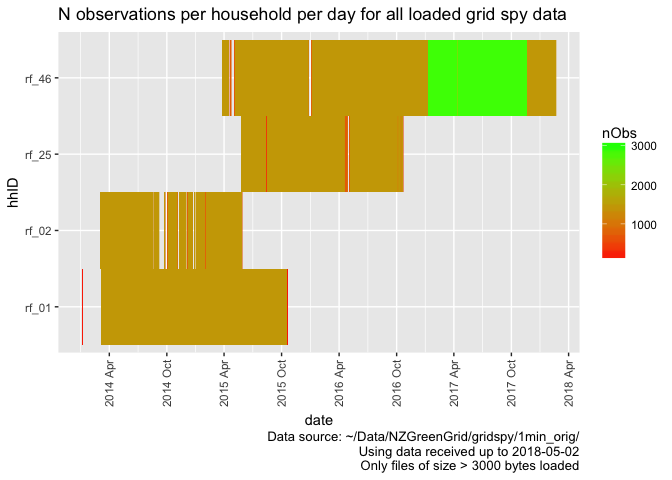 N observations per household per day for all loaded grid spy data
hhID
rf_46
rf_25
rf_02
rf_01
nObs
3000
2000
1000
2014 Apr
2014 Oct
2015 Apr
2015 Oct
2016 Apr
2016 Oct
2017 Apr
2017 Oct
2018 Apr
date
Data source: ~/Data/NZGreenGrid/gridspy/1min_orig/
Using data received up to 2018-05-02
Only files of size > 3000 bytes loaded